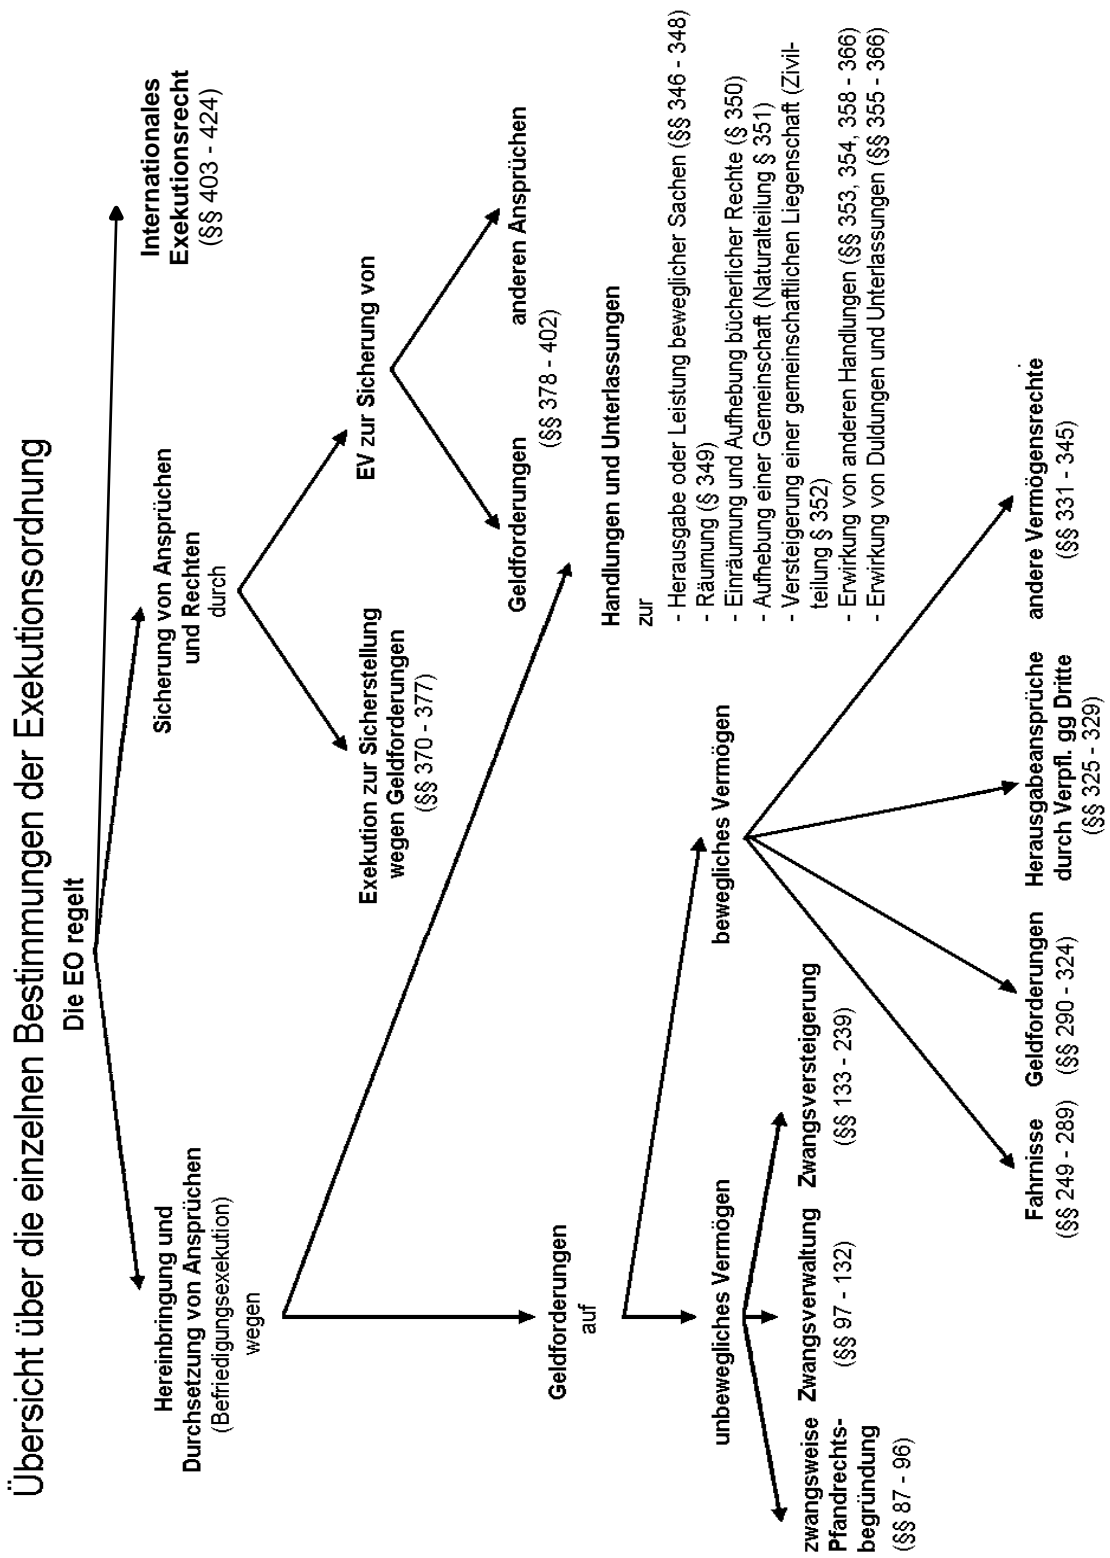 Übersicht über die einzelnen Bestimmungen der Exekutionsordnung
Die EO regelt
Hereinbringung und
Durchsetzung von Ansprüchen
(Befriedigungsexekution)
wegen
Sicherung von Ansprüchen
und Rechten
durch
Internationales
Exekutionsrecht
(§§ 403 - 424)
Exekution zur Sicherstellung
wegen Geldforderungen
(§§ 370 - 377)
EV zur Sicherung von
Geldforderungen
anderen Ansprüchen
(§§ 378 - 402)
Geldforderungen
auf
Handlungen und Unterlassungen
zur
- Herausgabe oder Leistung beweglicher Sachen (§§ 346 - 348)
- Räumung (§ 349)
- Einräumung und Aufhebung bücherlicher Rechte (§ 350)
- Aufhebung einer Gemeinschaft (Naturalteilung § 351)
- Versteigerung einer gemeinschaftlichen Liegenschaft (Zivil-
teilung § 352)
- Erwirkung von anderen Handlungen (§§ 353, 354, 358 - 366)
- Erwirkung von Duldungen und Unterlassungen (§§ 355 - 366)
unbewegliches Vermögen
bewegliches Vermögen
zwangsweise
Pfandrechts-
begründung
(§§ 87 - 96)
Zwangsverwaltung
(§§ 97 - 132)
Zwangsversteigerung
(§§ 133 - 239)
Fahrnisse
(§§ 249 - 289)
Geldforderungen
(§§ 290 - 324)
Herausgabeansprüche
durch Verpfl. gg Dritte
(§§ 325 - 329)
andere Vermögensrechte
(§§ 331 - 345)